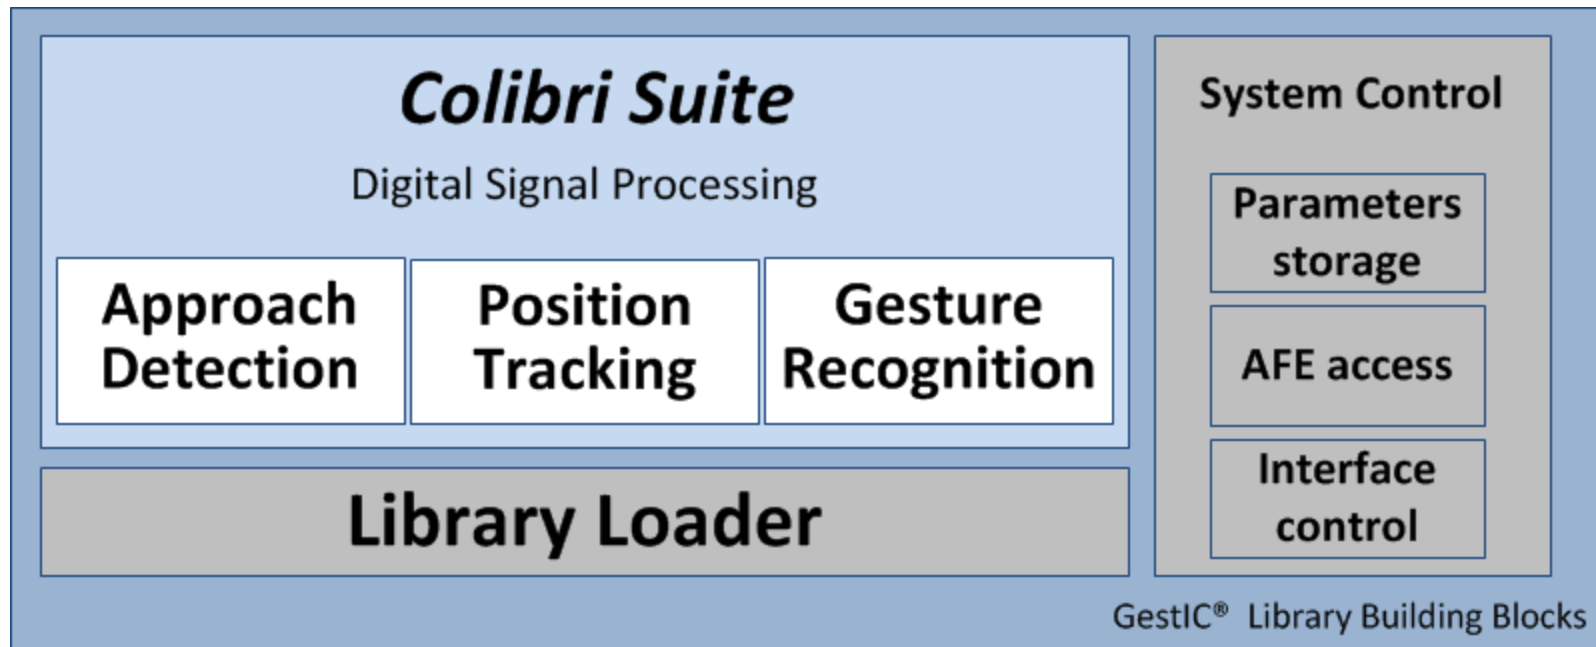 Colibri Suite
Digital Signal Processing
Approach
Detection
Position
Tracking
Gesture
Recognition
Library Loader
System Control
Parameters
storage
AFE access
Interface
control
GestIC® Library Building Blocks